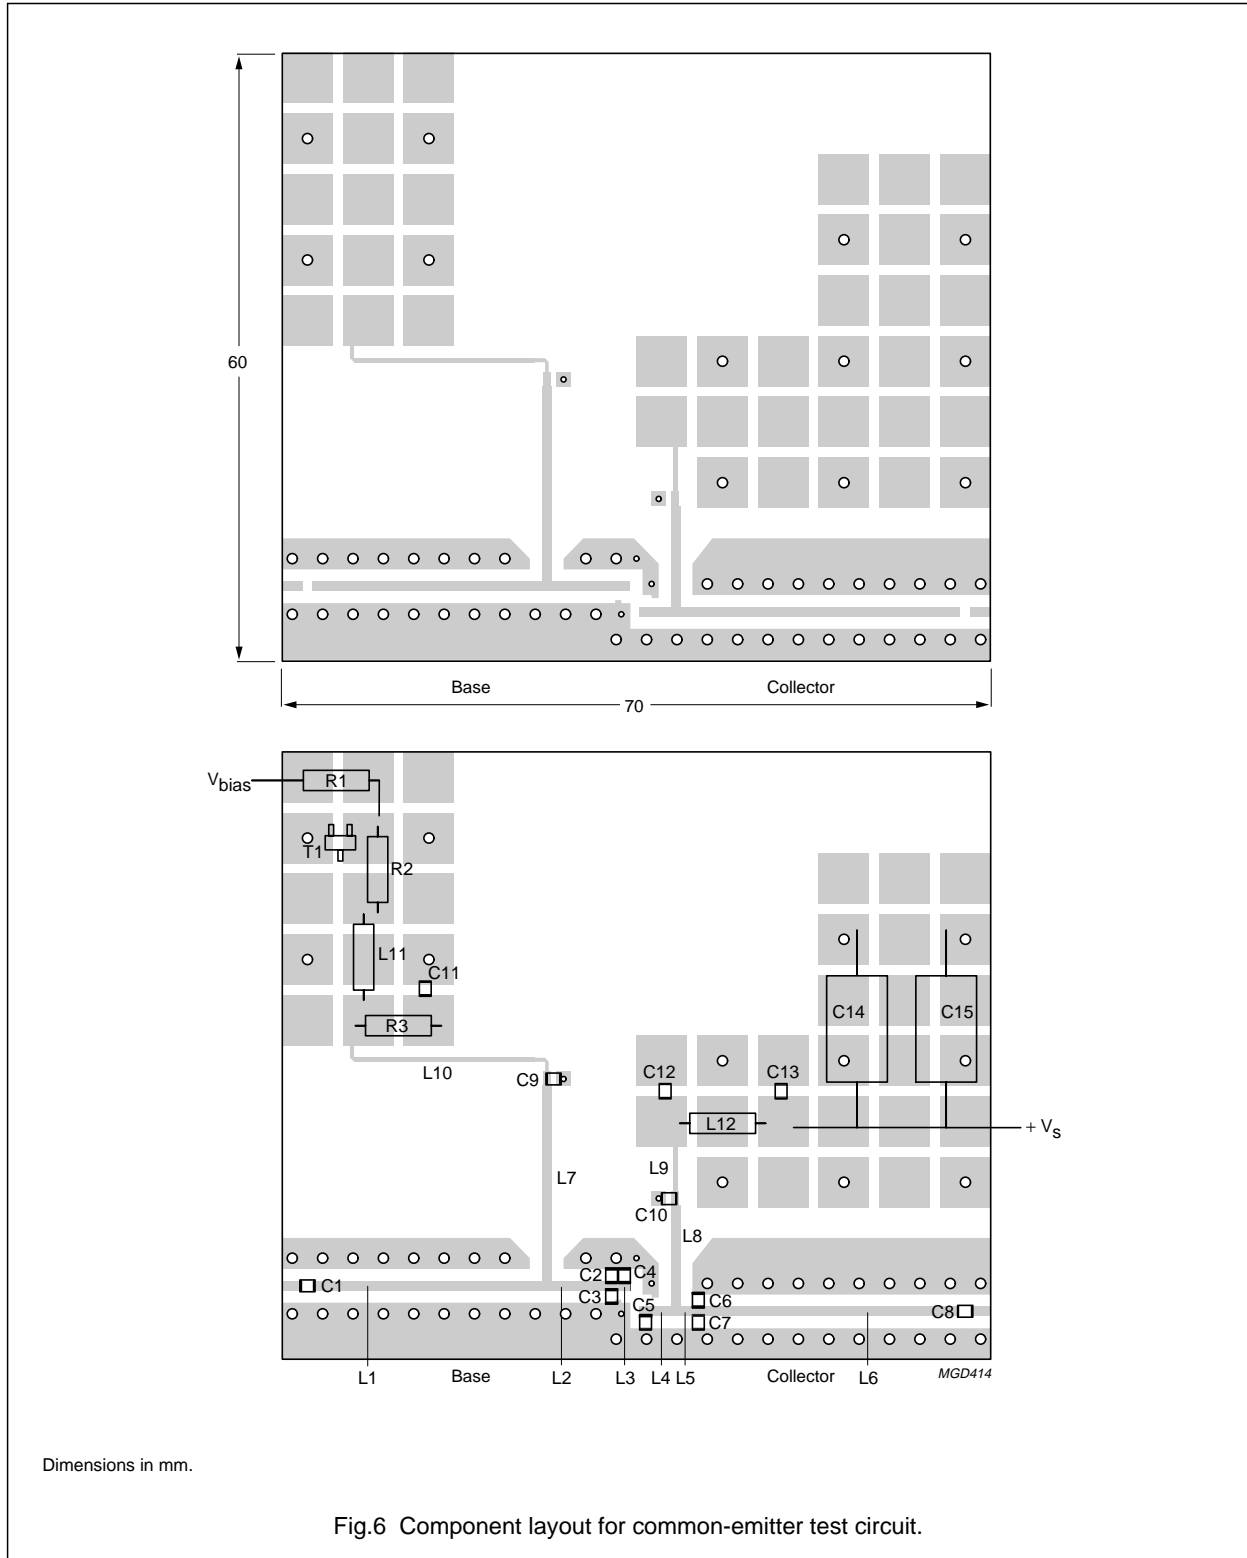 60
Base
Collector
70
Vbias
R1
T1
R2
L11
C11
R3
L10
C9
C12
C13
C14
C15
L12
+ VS
L7
L9
C10
L8
C1
C2
C4
C3
C5
C6
C7
C8
L1
Base
L2
L3
L4
L5
Collector
L6
MGD414
Dimensions in mm.
Fig.6 Component layout for common-emitter test circuit.